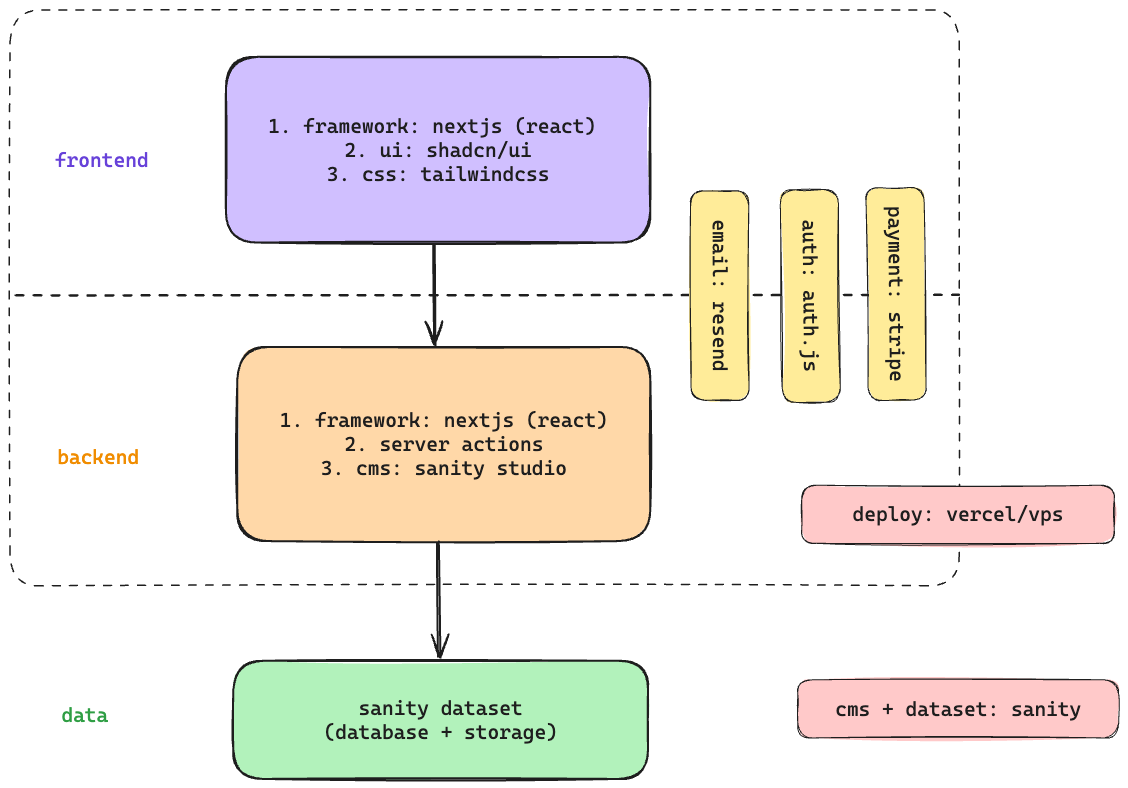 frontend
1. framework: nextjs (react)
2. ui: shadcn/ui
3. css: tailwindcss
email: resend
auth: auth.js
payment: stripe
backend
1. framework: nextjs (react)
2. server actions
3. cms: sanity studio
deploy: vercel/vps
data
sanity dataset
(database + storage)
cms + dataset: sanity